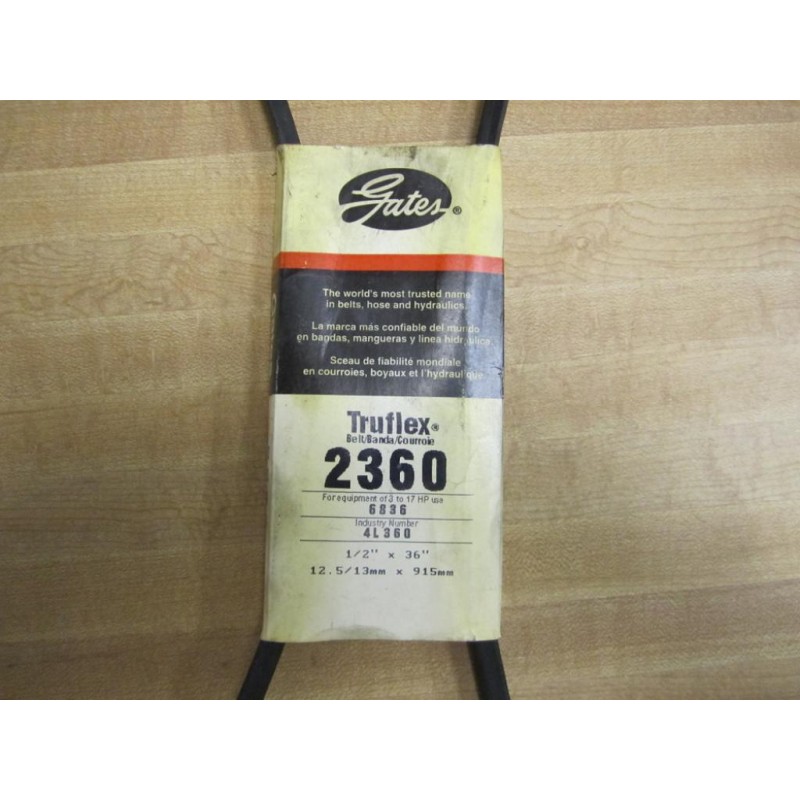 Gates®
The world's most trusted name
in belts, hose and hydraulics.
La marca más confiable del mundo
en bandas, mangueras y linea hidráulica
Sceau de fiabilité mondiale
en courroies, boyaux et l'hydraulique
Truflex®
Belt/Banda/Courroie
2360
For equipment of 3 to 17 HP use
6836
Industry Number
4L360
1/2" x 36"
12.5/13mm x 915mm